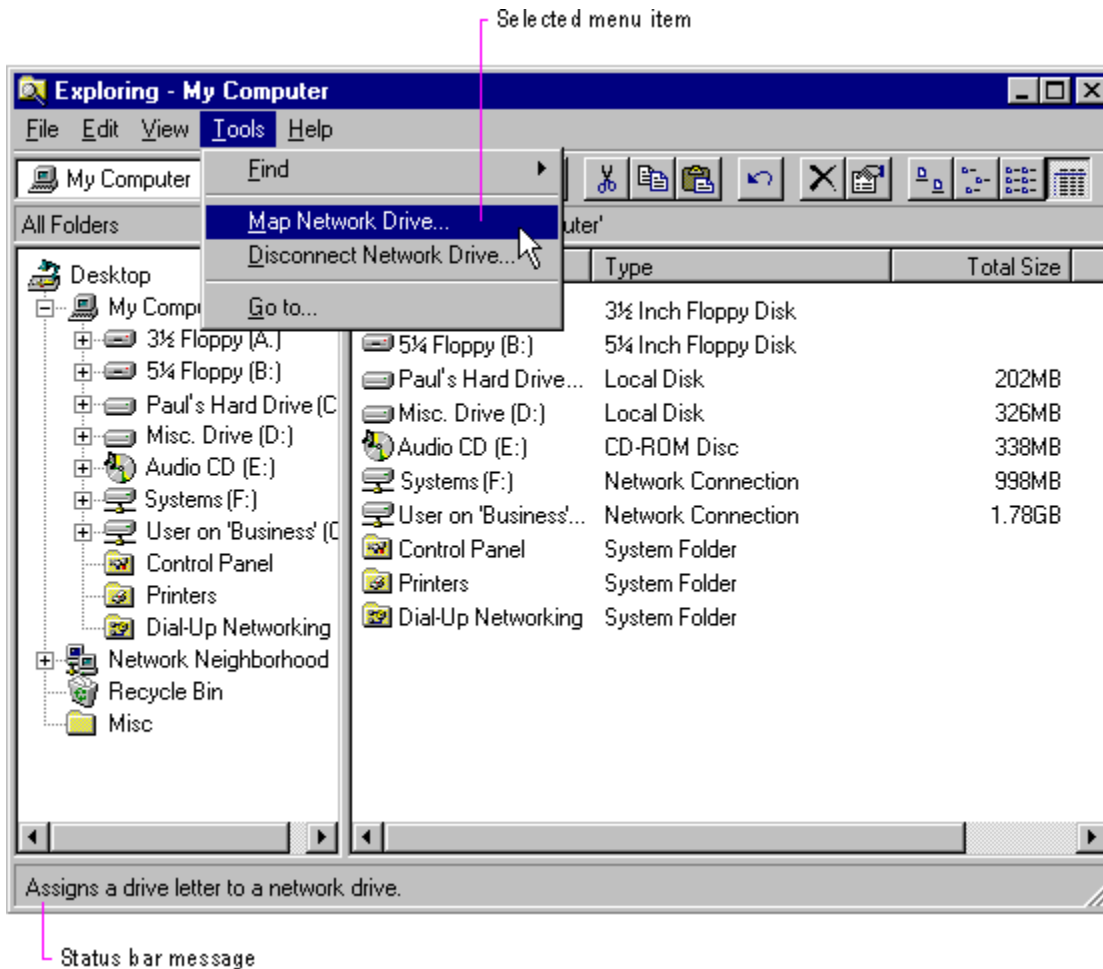 Selected menu item
Exploring - My Computer
File Edit View Tools Help
My Computer
Find
All Folders
Map Network Drive...
uter'
Disconnect Network Drive...
Go to...
Type Total Size
Desktop
My Compu
3½ Floppy (A:)
5¼ Floppy (B:)
Paul's Hard Drive (C
Misc. Drive (D:)
Audio CD (E:)
Systems (F:)
User on 'Business' (
Control Panel
Printers
Dial-Up Networking
Network Neighborhood
Recycle Bin
Misc
3½ Inch Floppy Disk
5¼ Floppy (B:) 5¼ Inch Floppy Disk
Paul's Hard Drive... Local Disk 202MB
Misc. Drive (D:) Local Disk 326MB
Audio CD (E:) CD-ROM Disc 338MB
Systems (F:) Network Connection 998MB
User on 'Business'... Network Connection 1.78GB
Control Panel System Folder
Printers System Folder
Dial-Up Networking System Folder
Assigns a drive letter to a network drive.
Status bar message